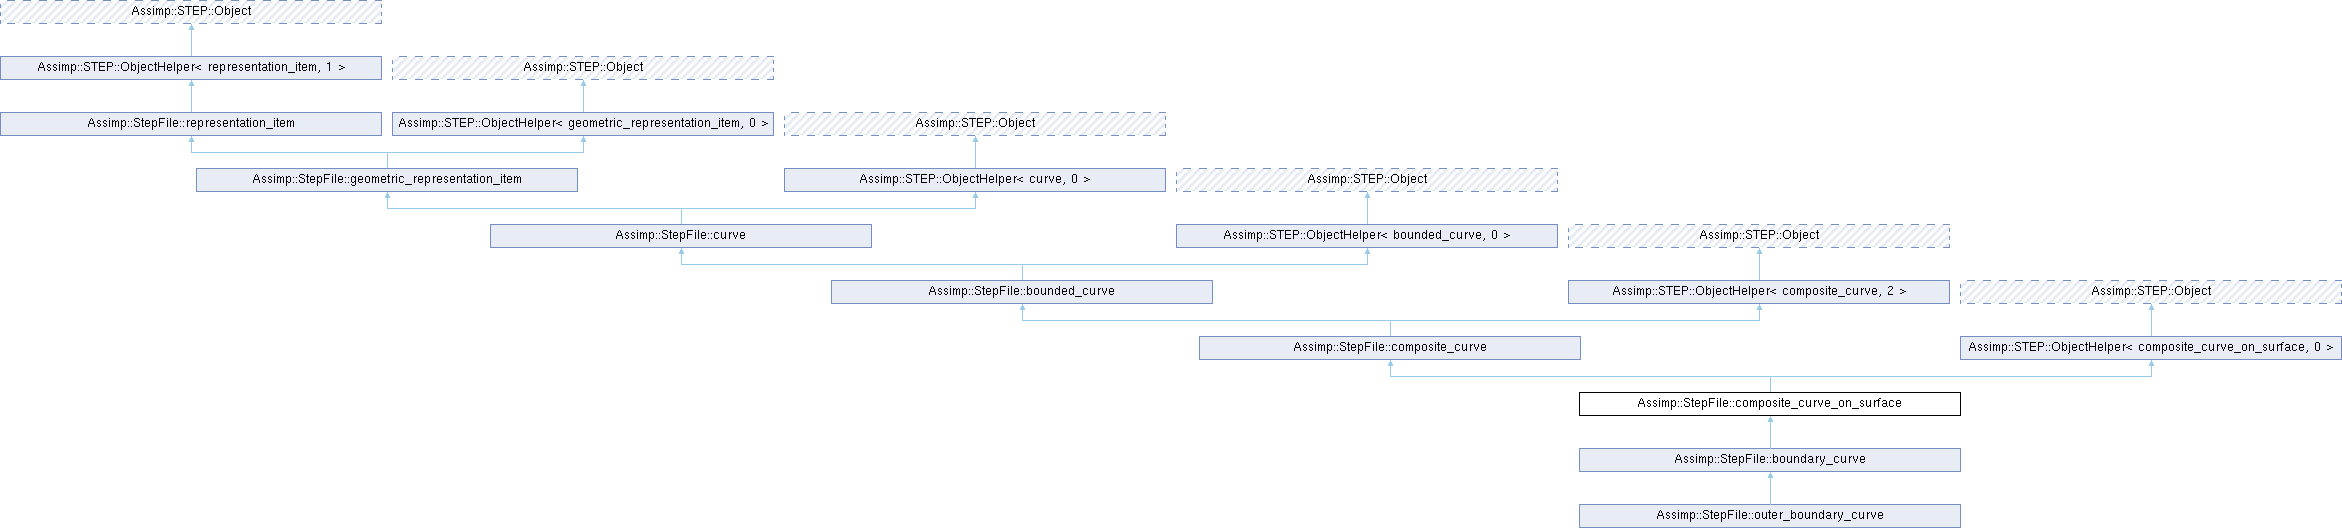 Assimp::STEP::Object
Assimp::STEP::ObjectHelper< representation_item, 1 >
Assimp::STEP::Object
Assimp::StepFile::representation_item
Assimp::STEP::ObjectHelper< geometric_representation_item, 0 >
Assimp::STEP::Object
Assimp::StepFile::geometric_representation_item
Assimp::STEP::ObjectHelper< curve, 0 >
Assimp::STEP::Object
Assimp::StepFile::curve
Assimp::STEP::ObjectHelper< bounded_curve, 0 >
Assimp::STEP::Object
Assimp::StepFile::bounded_curve
Assimp::STEP::ObjectHelper< composite_curve, 2 >
Assimp::STEP::Object
Assimp::StepFile::composite_curve
Assimp::STEP::ObjectHelper< composite_curve_on_surface, 0 >
Assimp::StepFile::composite_curve_on_surface
Assimp::StepFile::boundary_curve
Assimp::StepFile::outer_boundary_curve